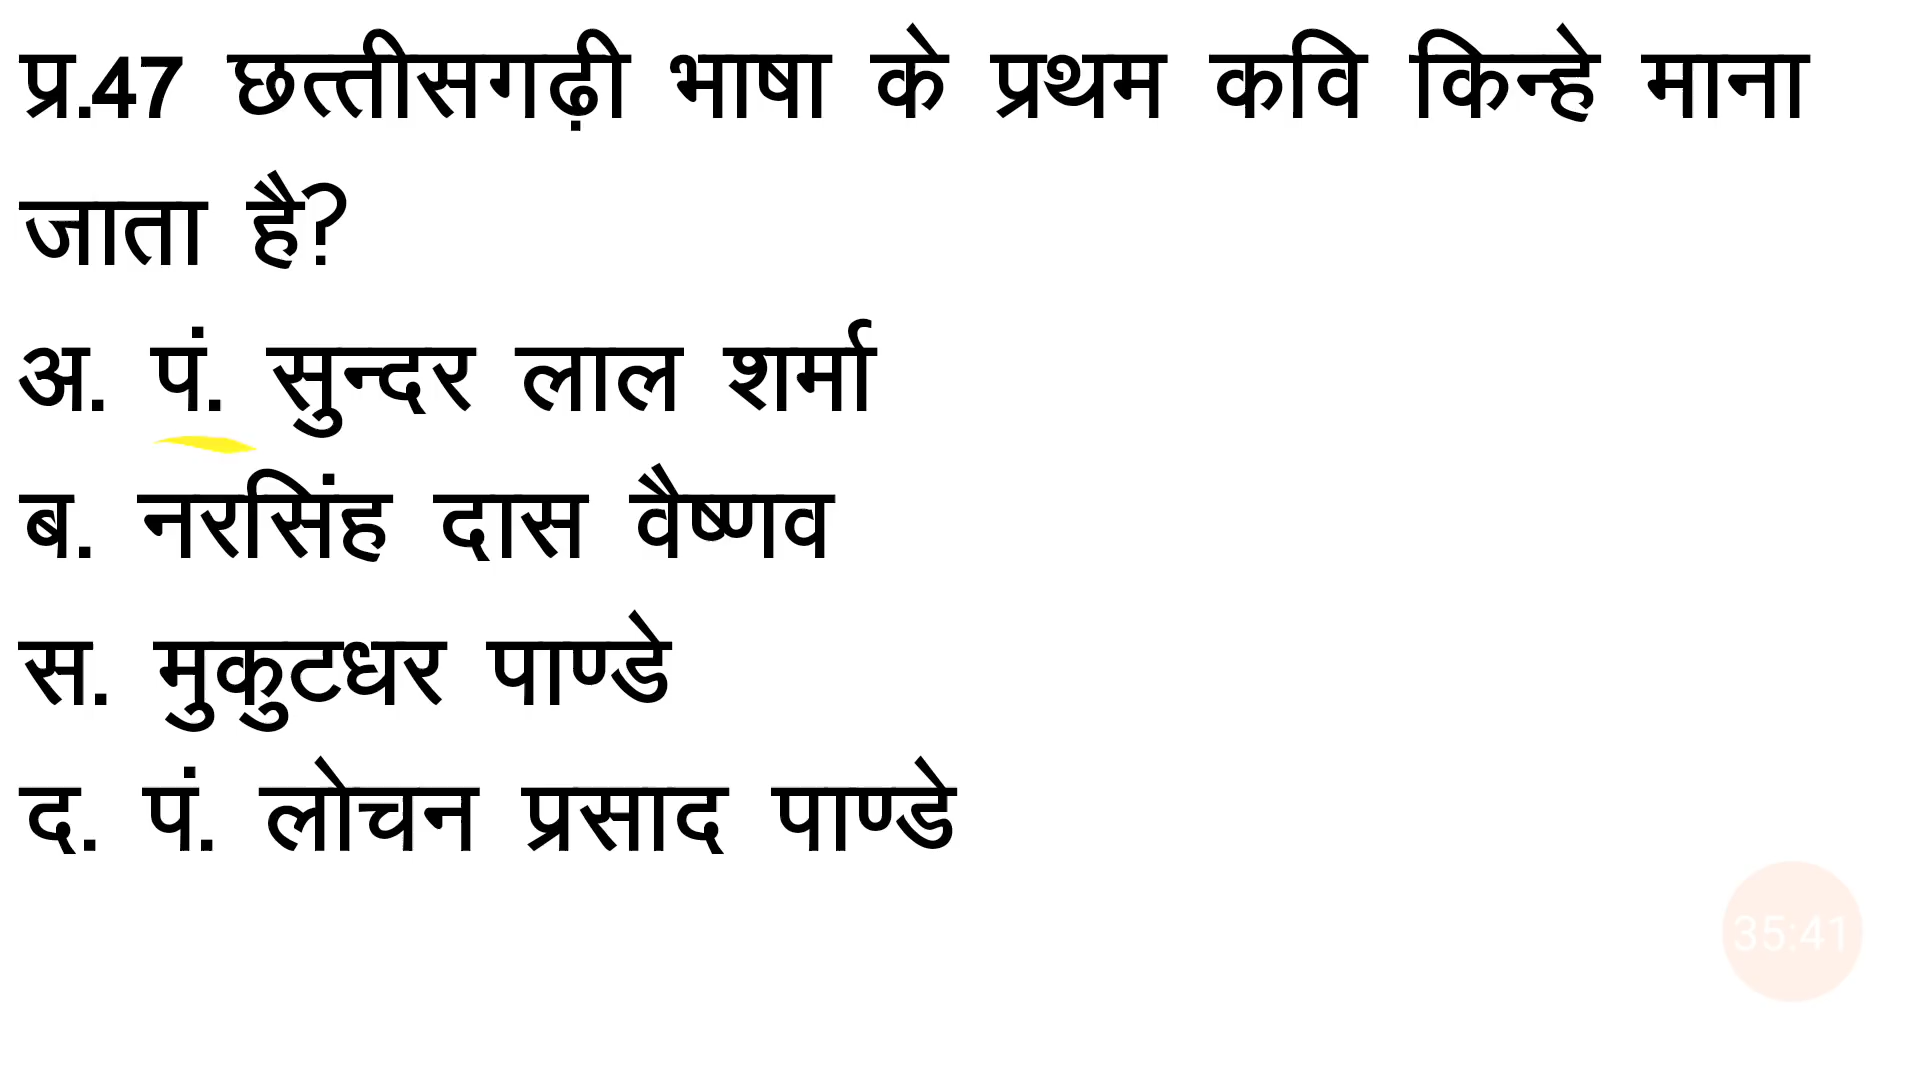 प्र.47 छत्तीसगढ़ी भाषा के प्रथम कवि किन्हे माना
जाता है?
अ. पं. सुन्दर लाल शर्मा
ब. नरसिंह दास वैष्णव
स. मुकुटधर पाण्डे
द. पं. लोचन प्रसाद पाण्डे
35:41